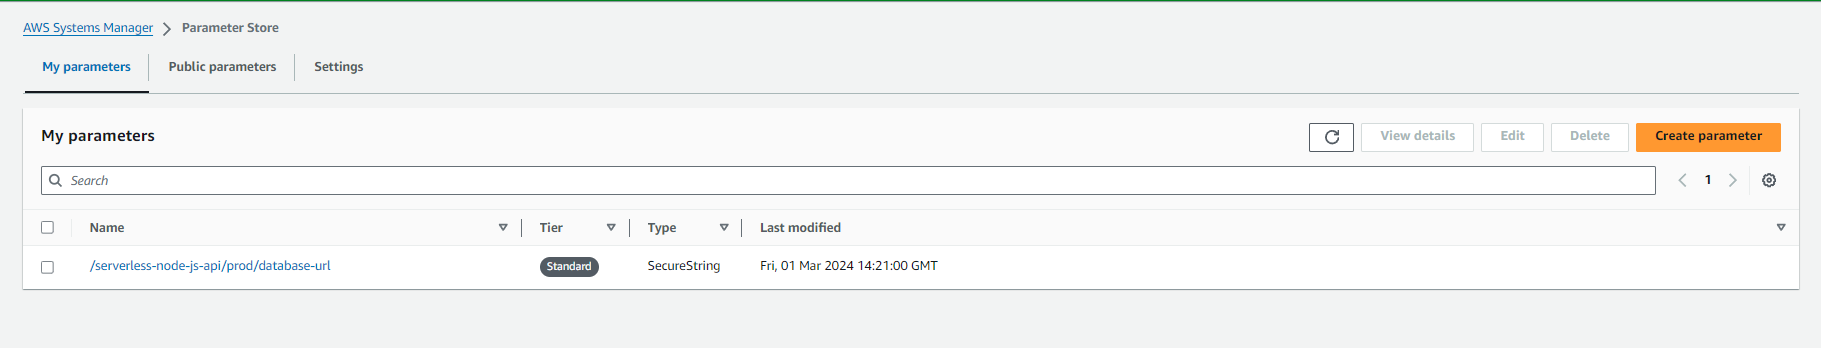 AWS Systems Manager > Parameter Store
My parameters Public parameters Settings
My parameters View details Edit Delete Create parameter
Search 1
Name Tier Type Last modified
/serverless-node-js-api/prod/database-url Standard SecureString Fri, 01 Mar 2024 14:21:00 GMT